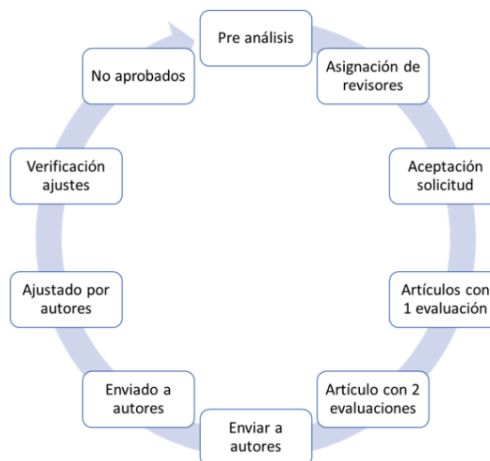 Pre análisis
Asignación de
revisores
Aceptación
solicitud
Artículos con
1 evaluación
Artículo con 2
evaluaciones
Enviar a
autores
Enviado a
autores
Ajustado por
autores
Verificación
ajustes
No aprobados